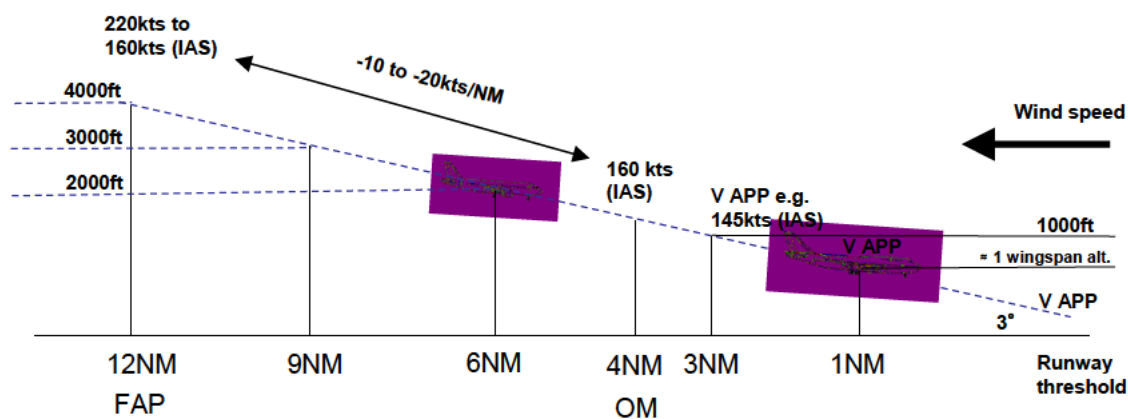 220kts to
160kts (IAS)
-10 to -20kts/NM
4000ft
Wind speed
3000ft
2000ft
160 kts
(IAS)
V APP e.g.
145kts (IAS)
1000ft
V APP
≈ 1 wingspan alt.
V APP
3°
12NM
9NM
6NM
4NM
3NM
1NM
Runway
threshold
FAP
OM